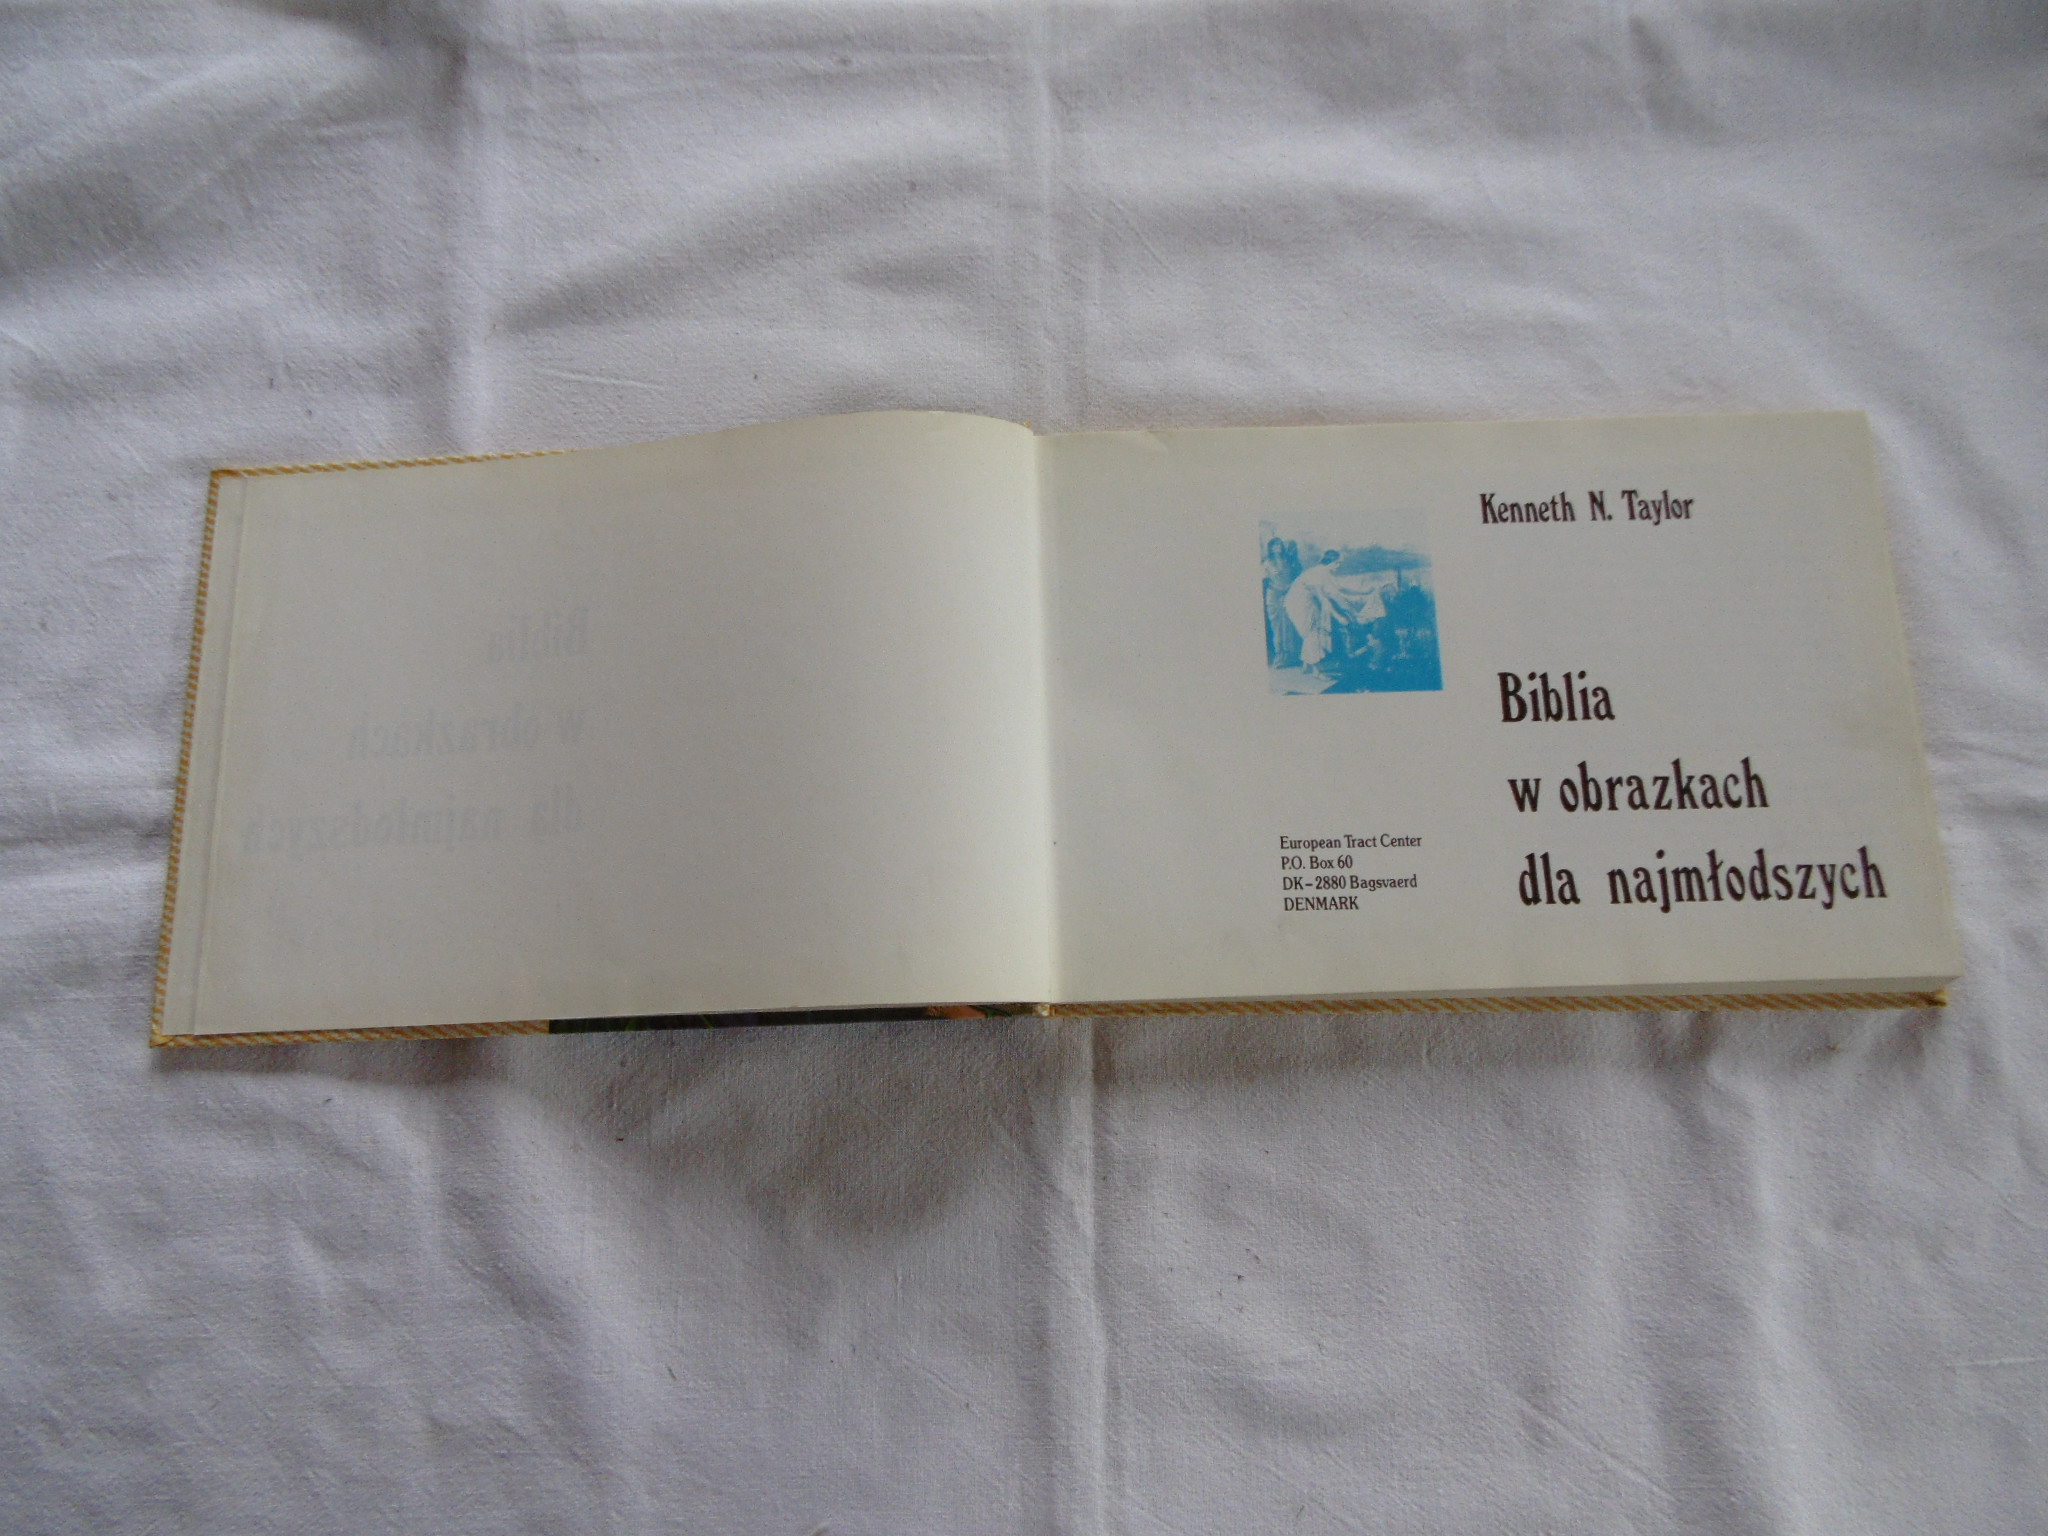 Kenneth N. Taylor
Biblia
w obrazkach
dla najmłodszych
European Tract Center
P.O. Box 60
DK-2880 Bagsvaerd
DENMARK